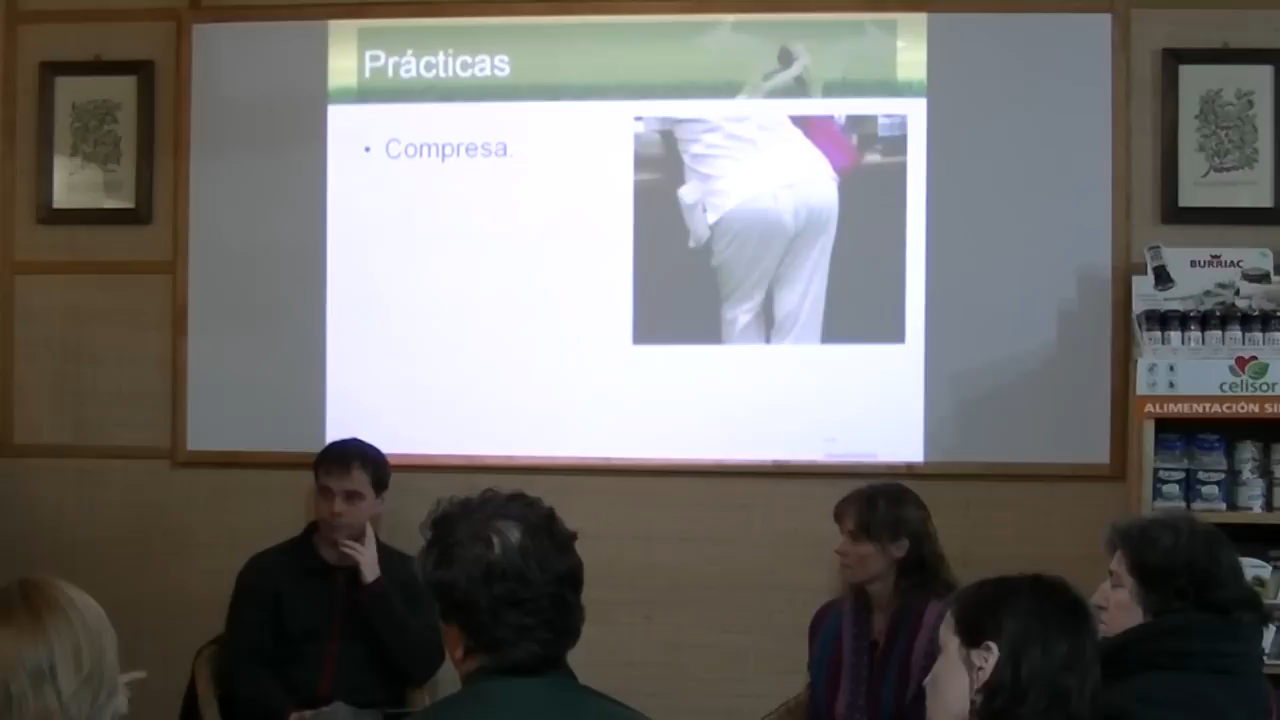 Prácticas
• Compresa.
BURRIAC
celisor
ALIMENTACIÓN SI